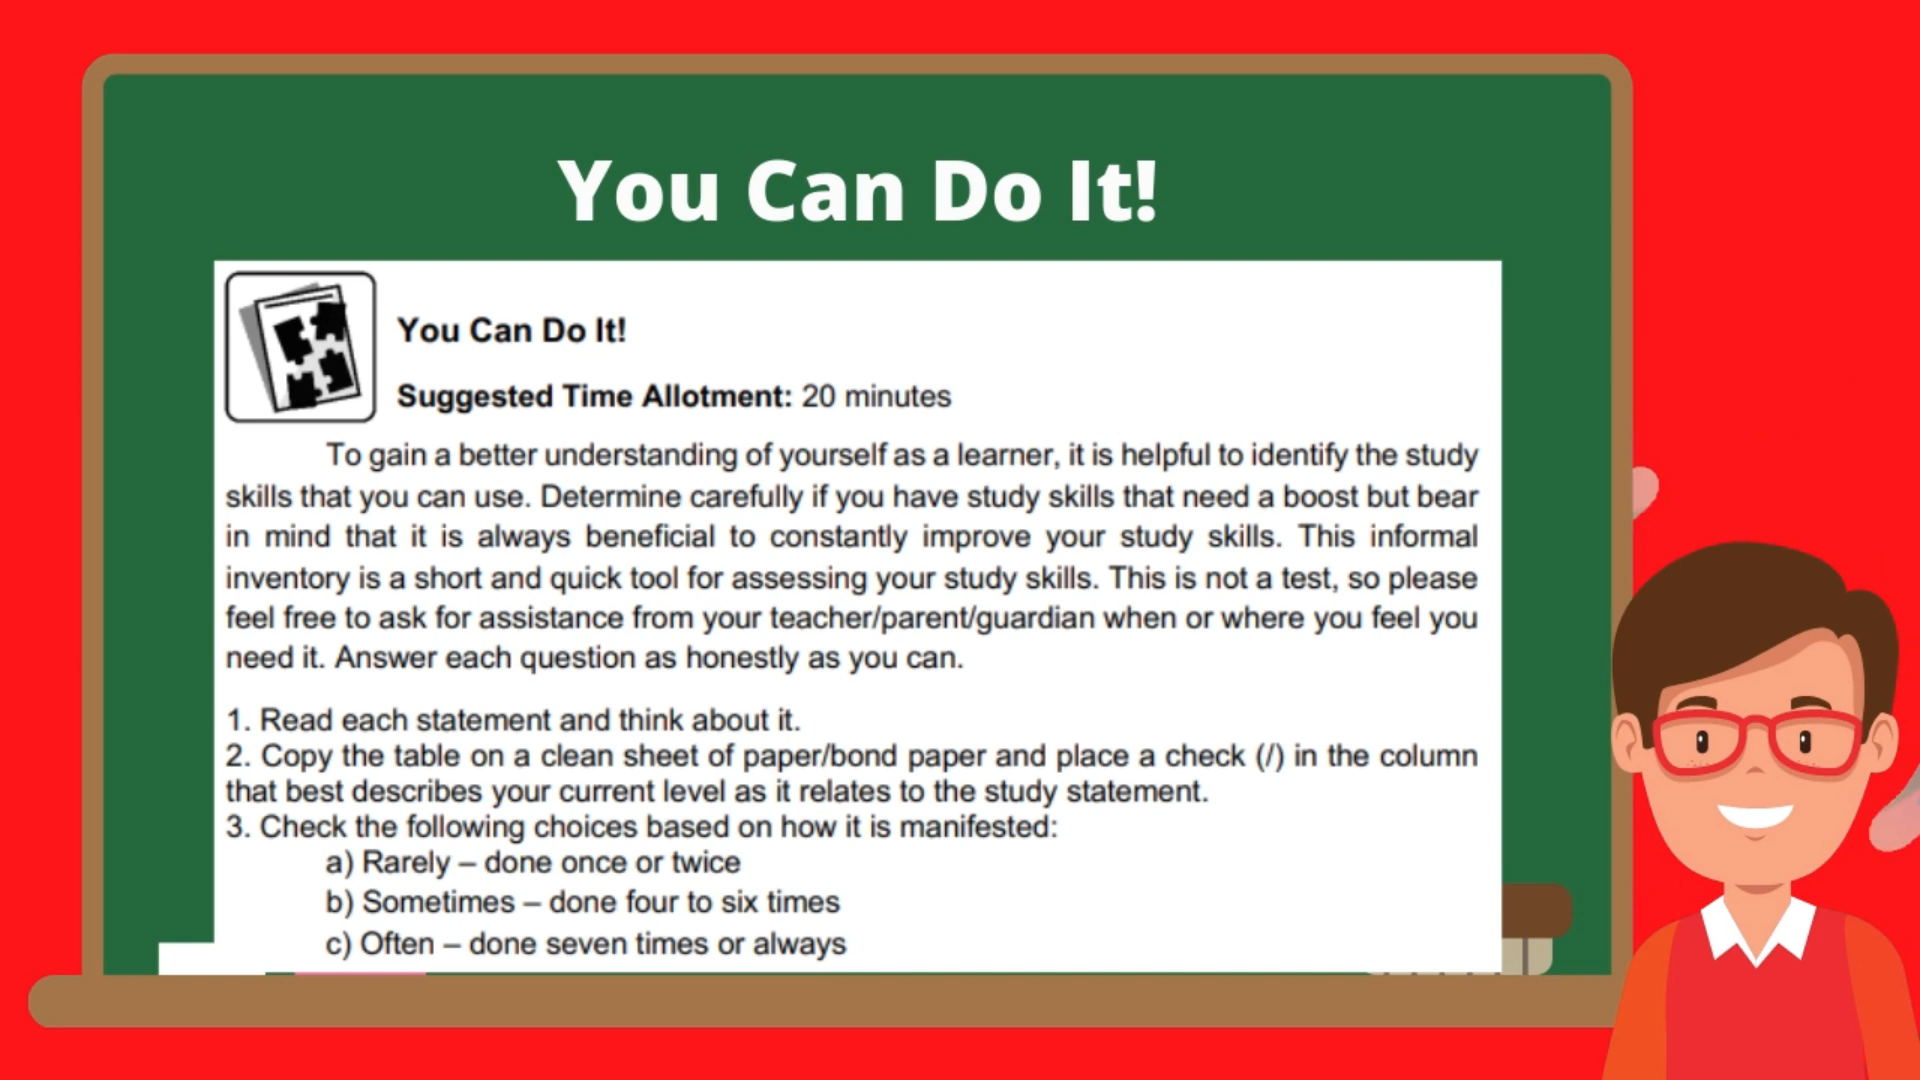 You Can Do It!
You Can Do It!
Suggested Time Allotment: 20 minutes
To gain a better understanding of yourself as a learner, it is helpful to identify the study
skills that you can use. Determine carefully if you have study skills that need a boost but bear
in mind that it is always beneficial to constantly improve your study skills. This informal
inventory is a short and quick tool for assessing your study skills. This is not a test, so please
feel free to ask for assistance from your teacher/parent/guardian when or where you feel you
need it. Answer each question as honestly as you can.
1. Read each statement and think about it.
2. Copy the table on a clean sheet of paper/bond paper and place a check (/) in the column
that best describes your current level as it relates to the study statement.
3. Check the following choices based on how it is manifested:
a) Rarely – done once or twice
b) Sometimes – done four to six times
c) Often – done seven times or always